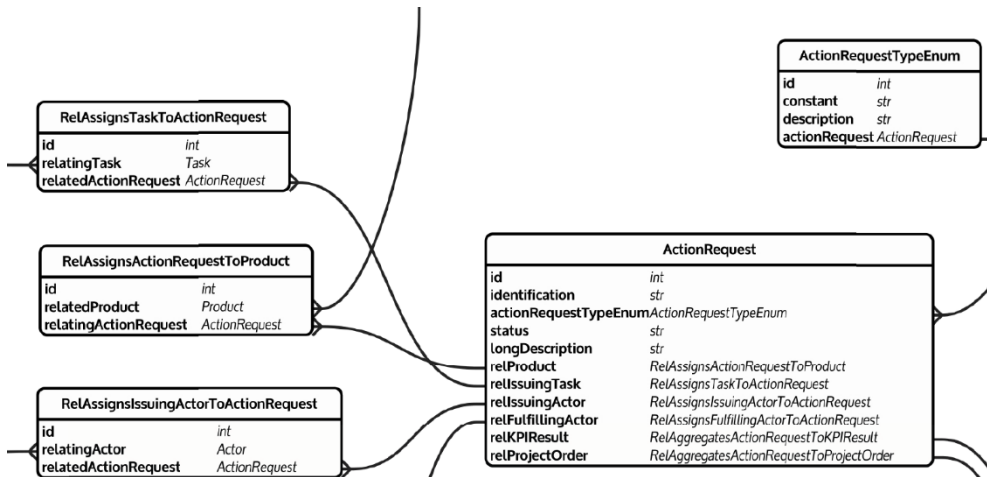 ActionRequestTypeEnum
id int
constant str
description str
actionRequest ActionRequest
RelAssignsTaskToActionRequest
id int
relatingTask Task
relatedActionRequest ActionRequest
RelAssignsActionRequestToProduct
id int
relatedProduct Product
relatingActionRequest ActionRequest
ActionRequest
id int
identification str
actionRequestTypeEnum ActionRequestTypeEnum
status str
longDescription str
relProduct RelAssignsActionRequestToProduct
relIssuingTask RelAssignsTaskToActionRequest
relIssuingActor RelAssignsIssuingActorToActionRequest
relFulfillingActor RelAssignsFulfillingActorToActionRequest
relKPIResult RelAggregatesActionRequestToKPIResult
relProjectOrder RelAggregatesActionRequestToProjectOrder
RelAssignsIssuingActorToActionRequest
id int
relatingActor Actor
relatedActionRequest ActionRequest